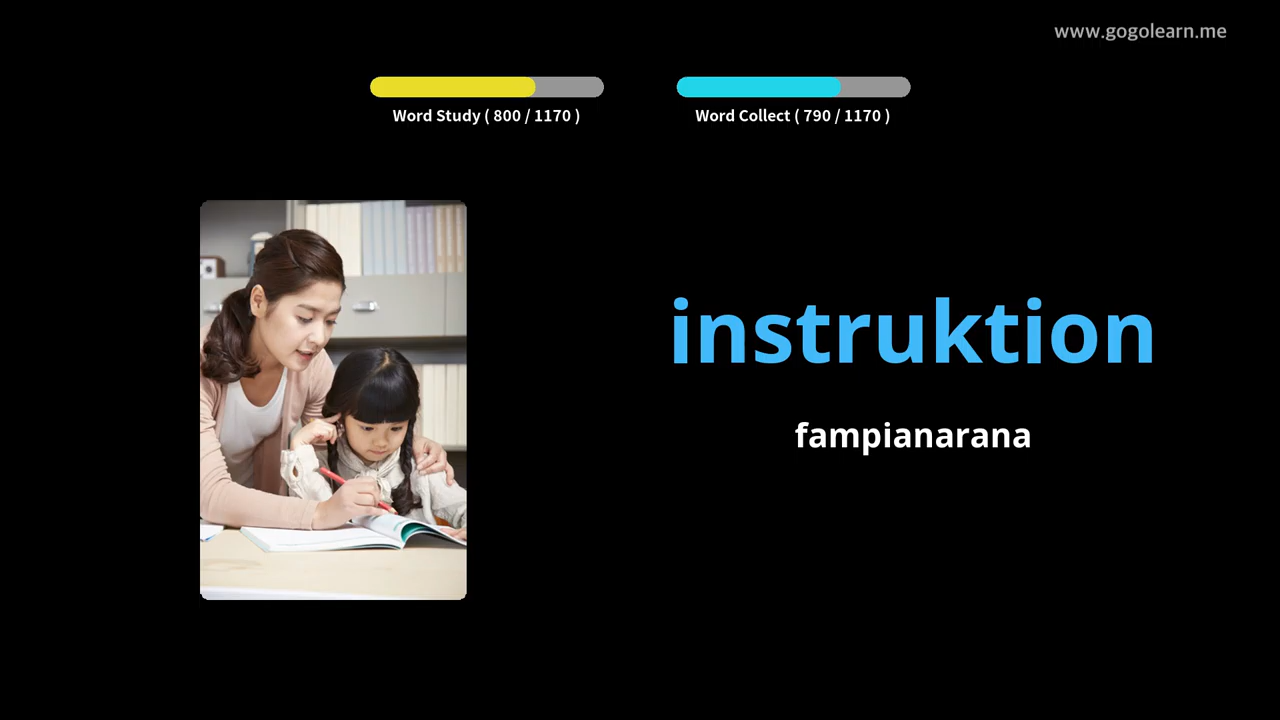 www.gogolearn.me
Word Study ( 800 / 1170 )
Word Collect ( 790 / 1170 )
instruktion
fampianarana